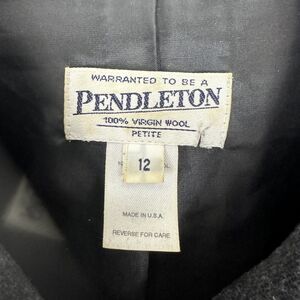 WARRANTED TO BE A
PENDLETON
100% VIRGIN WOOL
PETITE
12
MADE IN U.S.A.
REVERSE FOR CARE